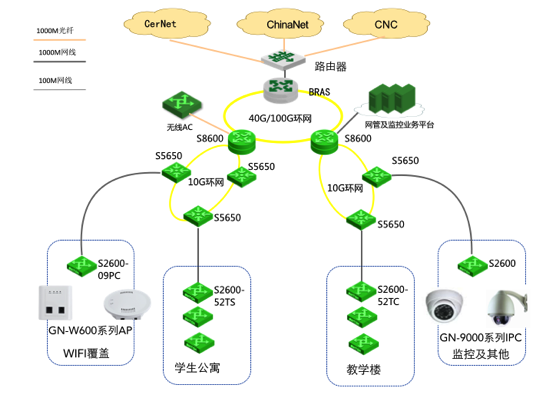 CerNet
ChinaNet
CNC
1000M光纤
1000M网线
100M网线
路由器
BRAS
40G/100G环网
无线AC
网管及监控业务平台
S8600
S8600
S5650
S5650
10G环网
S5650
S5650
10G环网
S5650
S2600-
09PC
S2600-
52TS
S2600-
52TC
S2600
GN-W600系列AP
WIFI覆盖
学生公寓
教学楼
GN-9000系列IPC
监控及其他